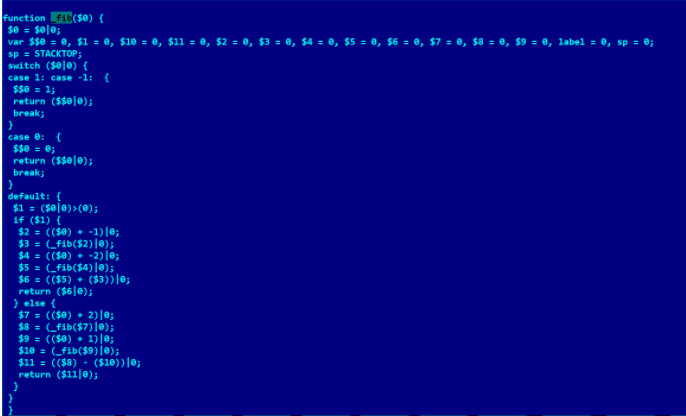 function _fib($0) {
$0 = $0|0;
var $$0 = 0, $1 = 0, $10 = 0, $11 = 0, $2 = 0, $3 = 0, $4 = 0, $5 = 0, $6 = 0, $7 = 0, $8 = 0, $9 = 0, label = 0, sp = 0;
sp = STACKTOP;
switch ($0|0) {
case 1: case -1:  {
$$0 = 1;
return ($$0|0);
break;
}
case 0:  {
$$0 = 0;
return ($$0|0);
break;
}
default: {
$1 = ($0|0)>(0);
if ($1) {
$2 = (($0) + -1)|0;
$3 = (_fib($2)|0);
$4 = (($0) + -2)|0;
$5 = (_fib($4)|0);
$6 = (($5) + ($3))|0;
return ($6|0);
} else {
$7 = (($0) + 2)|0;
$8 = (_fib($7)|0);
$9 = (($0) + 1)|0;
$10 = (_fib($9)|0);
$11 = (($8) - ($10))|0;
return ($11|0);
}
}
}